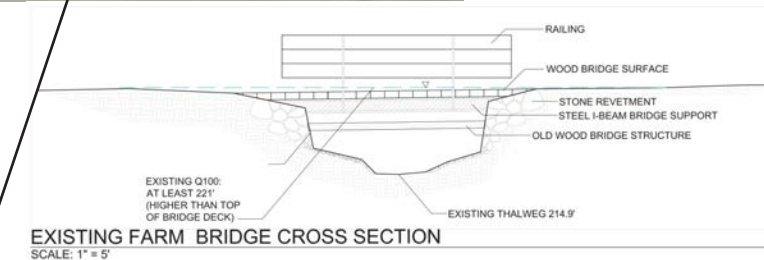 RAILING
WOOD BRIDGE SURFACE
STONE REVETMENT
STEEL I-BEAM BRIDGE SUPPORT
OLD WOOD BRIDGE STRUCTURE
EXISTING Q100:
AT LEAST 221'
(HIGHER THAN TOP
OF BRIDGE DECK)
EXISTING THALWEG 214.9'
EXISTING FARM BRIDGE CROSS SECTION
SCALE: 1" = 5'